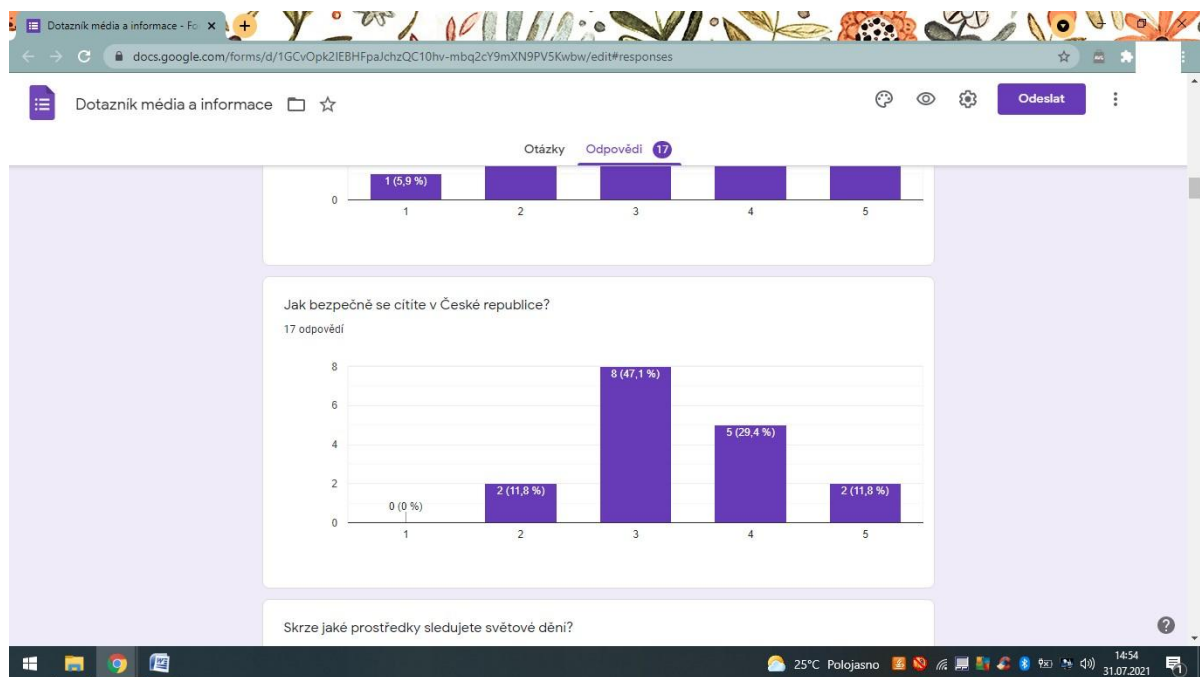 Dotazník média a informace - Fo
docs.google.com/forms/d/1GCvOpk2lEBHFpaJchzQC10hv-mbq2cY9mXN9PV5Kwbw/edit#responses
Dotazník média a informace
Odeslat
Otázky Odpovědi 17
1 (5,9 %)
0
1 2 3 4 5
Jak bezpečně se cítíte v České republice?
17 odpovědí
8
8 (47,1 %)
6
5 (29,4 %)
4
2
2 (11,8 %) 2 (11,8 %)
0 (0 %)
0
1 2 3 4 5
Skrze jaké prostředky sledujete světové dění?
25°C Polojasno
14:54
31.07.2021
1